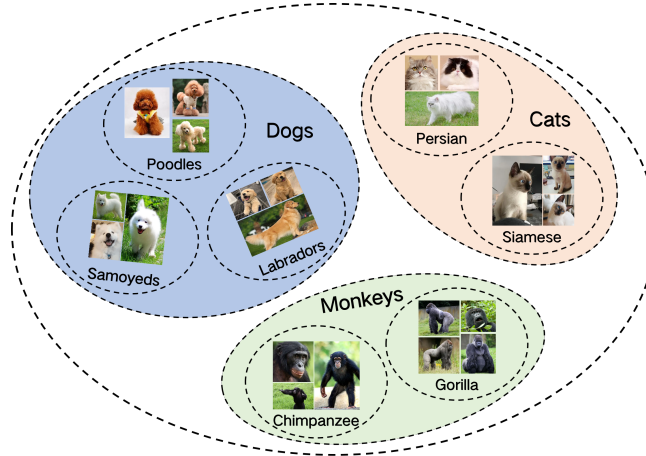 Dogs
Poodles
Samoyeds
Labradors
Cats
Persian
Siamese
Monkeys
Chimpanzee
Gorilla